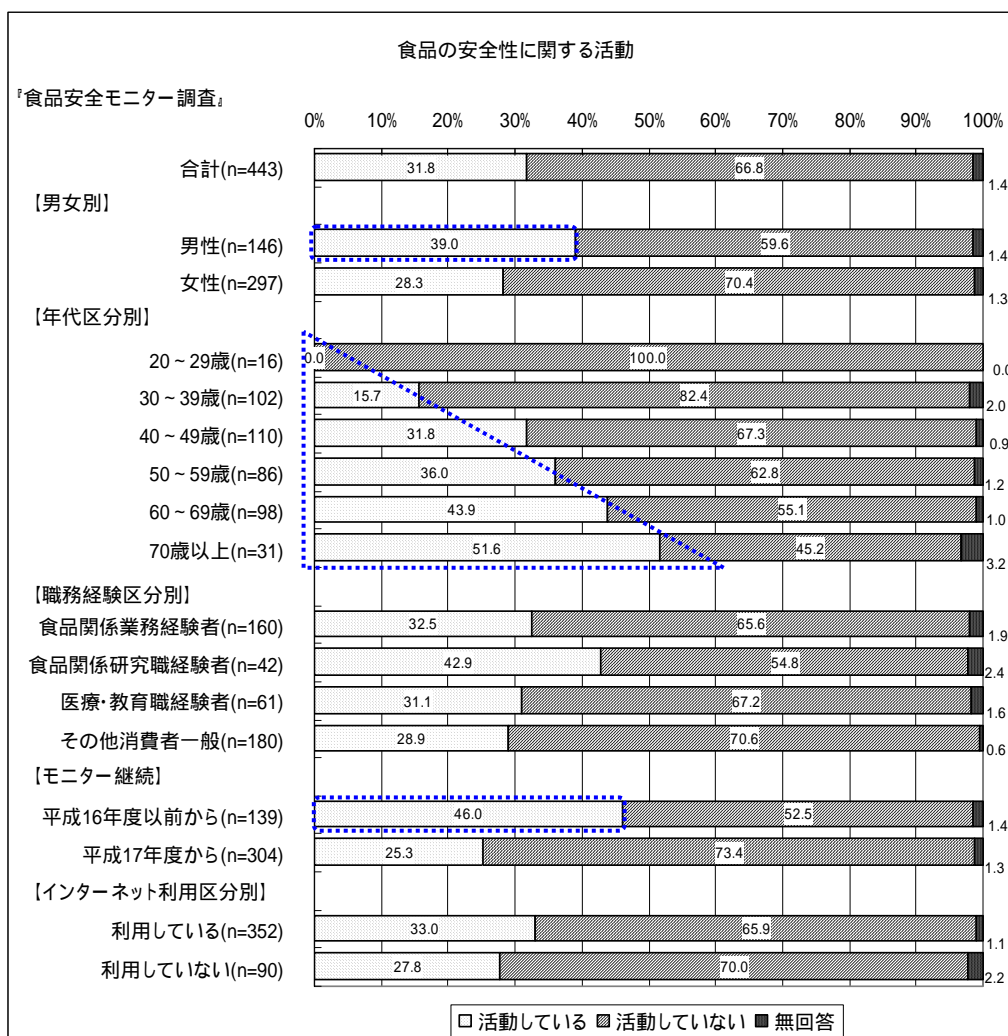 食品の安全性に関する活動
『食品安全モニター調査』
0% 10% 20% 30% 40% 50% 60% 70% 80% 90% 100%
合計(n=443) 31.8 66.8 1.4
【男女別】
男性(n=146) 39.0 59.6 1.4
女性(n=297) 28.3 70.4 1.3
【年代区分別】
20～29歳(n=16) 0.0 100.0 0.0
30～39歳(n=102) 15.7 82.4 2.0
40～49歳(n=110) 31.8 67.3 0.9
50～59歳(n=86) 36.0 62.8 1.2
60～69歳(n=98) 43.9 55.1 1.0
70歳以上(n=31) 51.6 45.2 3.2
【職務経験区分別】
食品関係業務経験者(n=160) 32.5 65.6 1.9
食品関係研究職経験者(n=42) 42.9 54.8 2.4
医療・教育職経験者(n=61) 31.1 67.2 1.6
その他消費者一般(n=180) 28.9 70.6 0.6
【モニター継続】
平成16年度以前から(n=139) 46.0 52.5 1.4
平成17年度から(n=304) 25.3 73.4 1.3
【インターネット利用区分別】
利用している(n=352) 33.0 65.9 1.1
利用していない(n=90) 27.8 70.0 2.2
活動している 活動していない 無回答